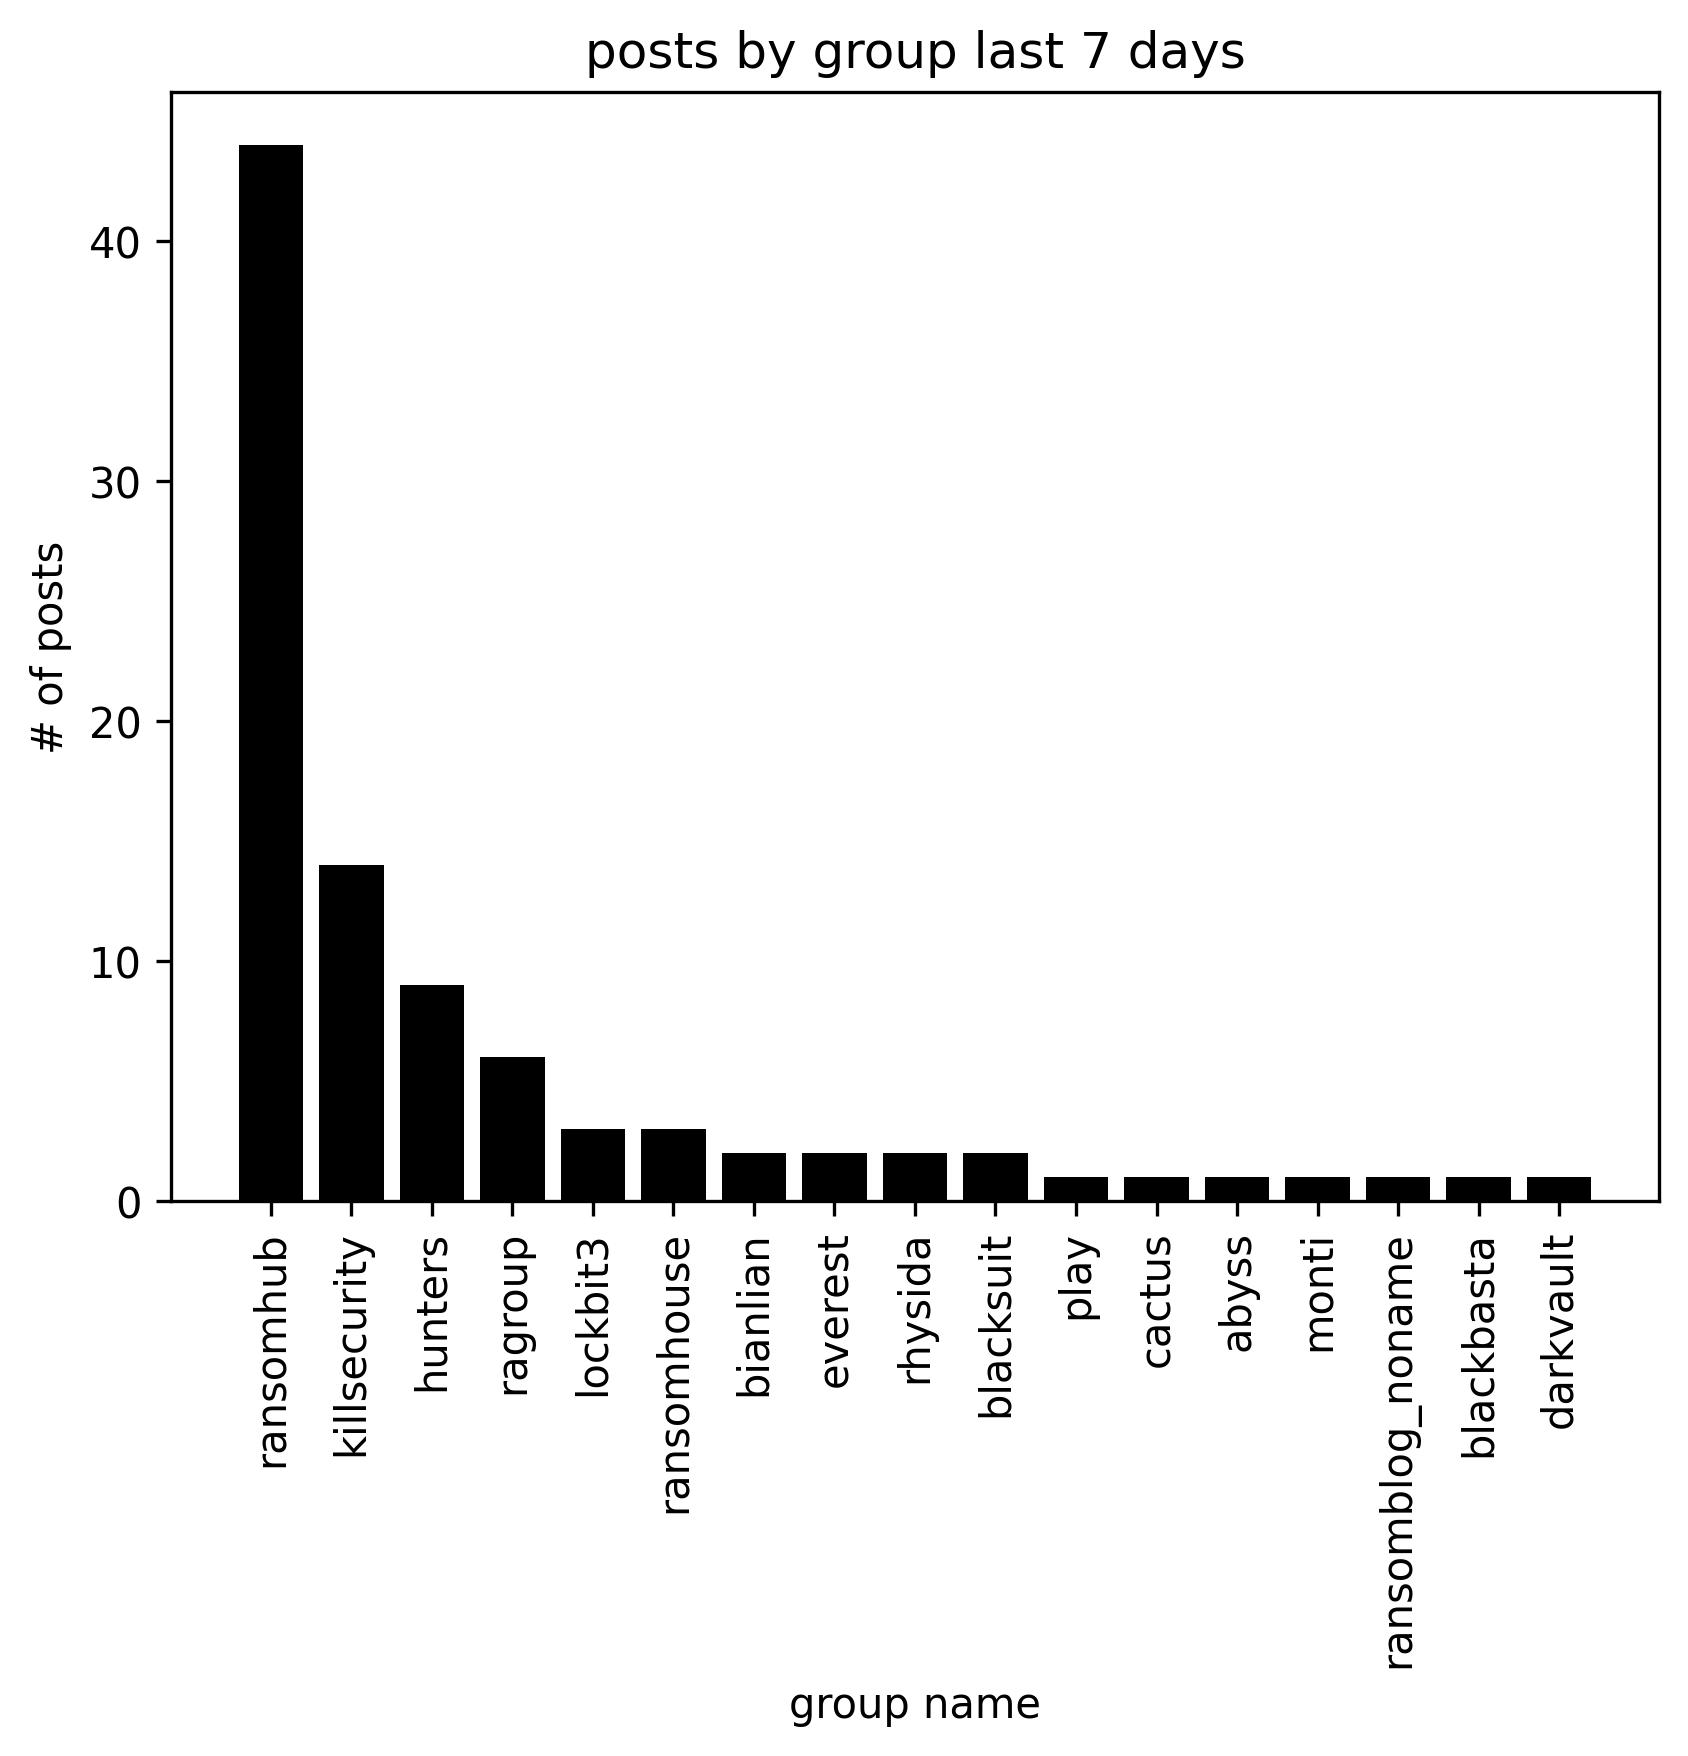 posts by group last 7 days
# of posts
40
30
20
10
0
ransomhub
killsecurity
hunters
ragroup
lockbit3
ransomhouse
bianlian
everest
rhysida
blacksuit
play
cactus
abyss
monti
ransomblog_noname
blackbasta
darkvault
group name